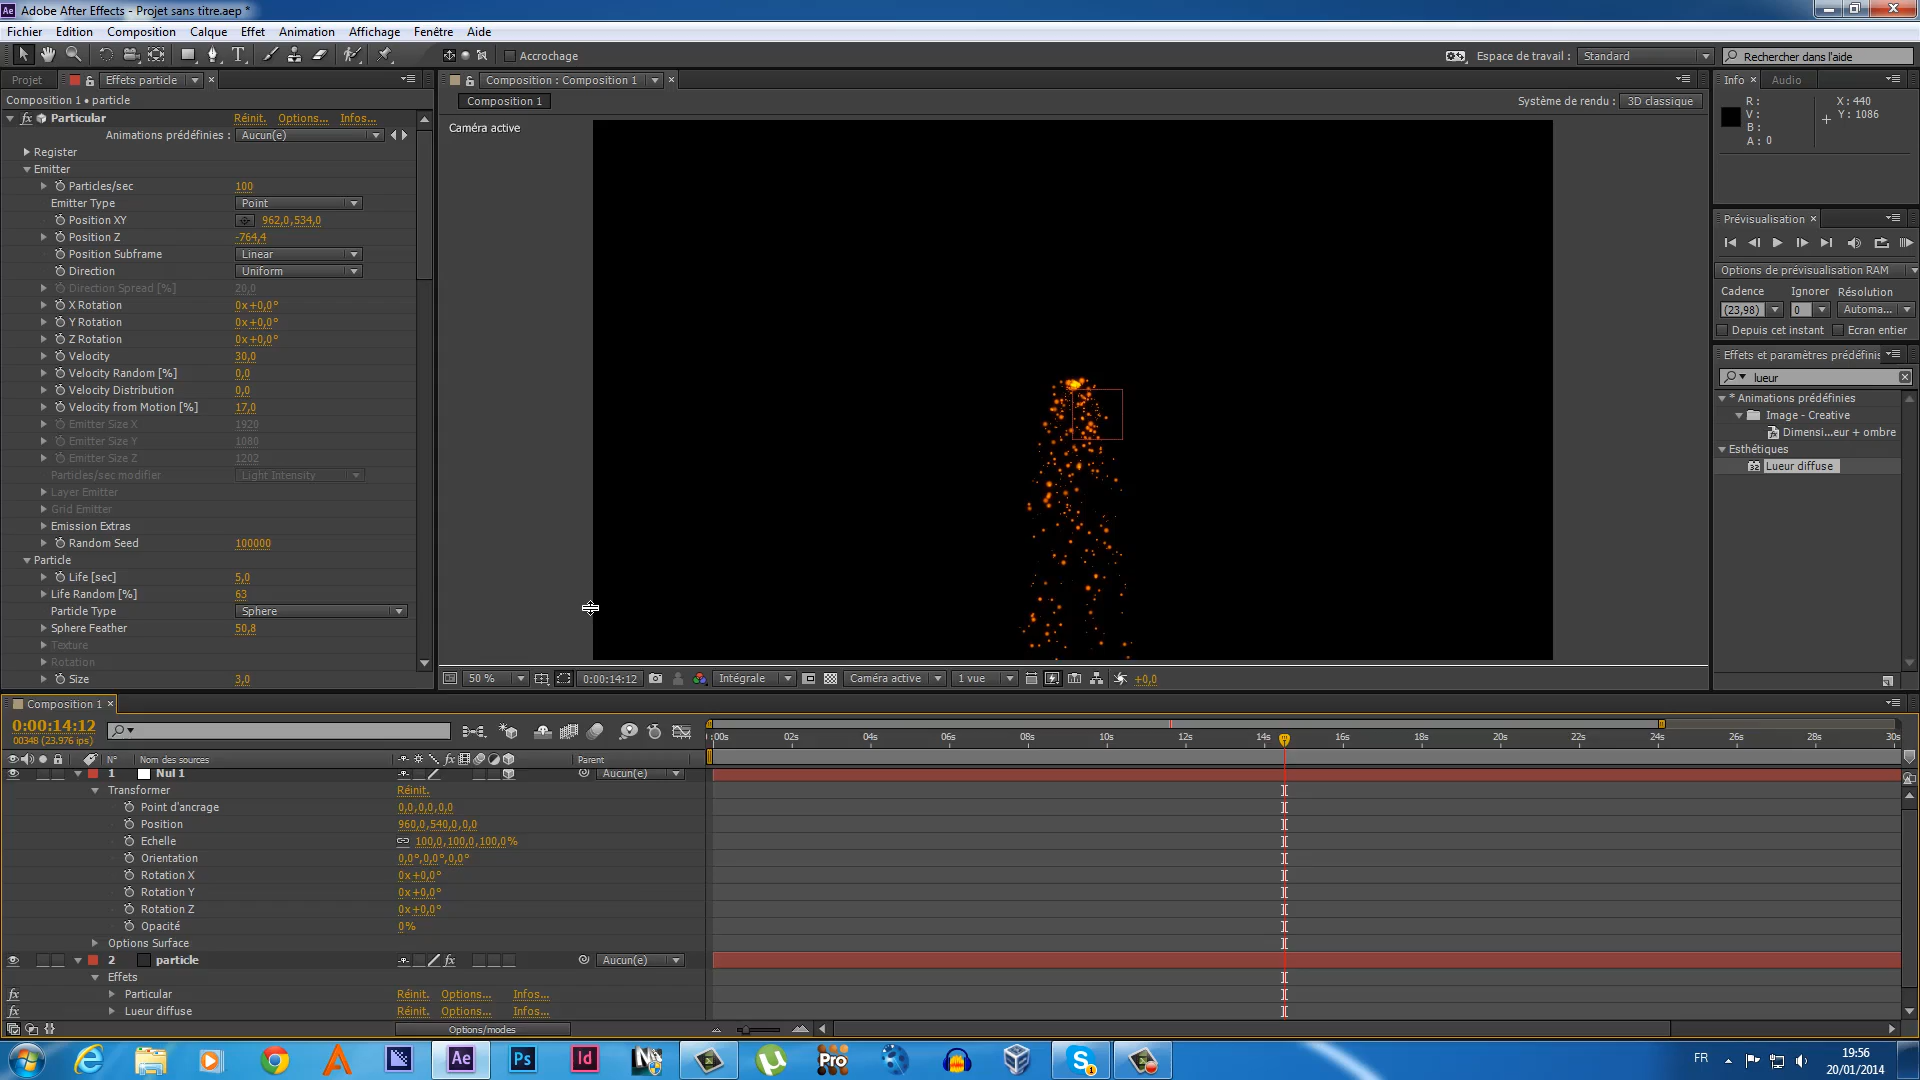 Adobe After Effects - Projet sans titre.aep *
Fichier Edition Composition Calque Effet Animation Affichage Fenêtre Aide
Accrochage
Espace de travail : Standard
Rechercher dans l'aide
Projet Effets particle
Composition 1 • particle
Particular Réinit. Options... Infos...
Animations prédéfinies : Aucun(e)
Register
Emitter
Particles/sec 100
Emitter Type Point
Position XY 962,0,534,0
Position Z -764,4
Position Subframe Linear
Direction Uniform
Direction Spread [%] 20,0
X Rotation 0x+0,0°
Y Rotation 0x+0,0°
Z Rotation 0x+0,0°
Velocity 30,0
Velocity Random [%] 0,0
Velocity Distribution 0,0
Velocity from Motion [%] 17,0
Emitter Size X 1920
Emitter Size Y 1080
Emitter Size Z 1202
Particles/sec modifier Light Intensity
Layer Emitter
Grid Emitter
Emission Extras
Random Seed 100000
Particle
Life [sec] 5,0
Life Random [%] 63
Particle Type Sphere
Sphere Feather 50,8
Texture
Rotation
Size 3,0
Composition : Composition 1
Composition 1
Système de rendu : 3D classique
Caméra active
50 % 0:00:14:12 Intégrale Caméra active 1 vue +0,0
Info Audio
R :
V :
B :
A : 0
X : 440
Y : 1086
Prévisualisation
Options de prévisualisation RAM
Cadence Ignorer Résolution
(23,98) 0 Automa...
Depuis cet instant Ecran entier
Effets et paramètres prédéfinis
lueur
* Animations prédéfinies
Image - Creative
Dimensi...eur + ombre
Esthétiques
32 Lueur diffuse
Composition 1
0:00:14:12
00348 (23.976 ips)
:00s 02s 04s 06s 08s 10s 12s 14s 16s 18s 20s 22s 24s 26s 28s 30s
N° Nom des sources Parent
1 Nul 1 Aucun(e)
Transformer Réinit.
Point d'ancrage 0,0,0,0,0,0
Position 960,0,540,0,0,0
Echelle 100,0,100,0,100,0%
Orientation 0,0°,0,0°,0,0°
Rotation X 0x+0,0°
Rotation Y 0x+0,0°
Rotation Z 0x+0,0°
Opacité 0%
Options Surface
2 particle Aucun(e)
Effets
Particular Réinit. Options... Infos...
Lueur diffuse Réinit. Options... Infos...
Options/modes
Ae Ps Id Pro
FR
19:56
20/01/2014